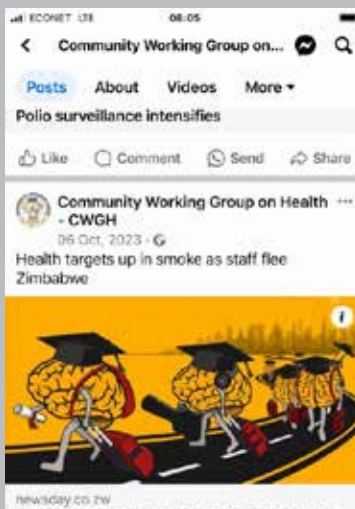 ECONET LTE 08:05
Community Working Group on...
Posts About Videos More
Polio surveillance intensifies
Like Comment Send Share
Community Working Group on Health ...
- CWGH
06 Oct, 2023 ·
Health targets up in smoke as staff flee
Zimbabwe
i
newsday.co.zw